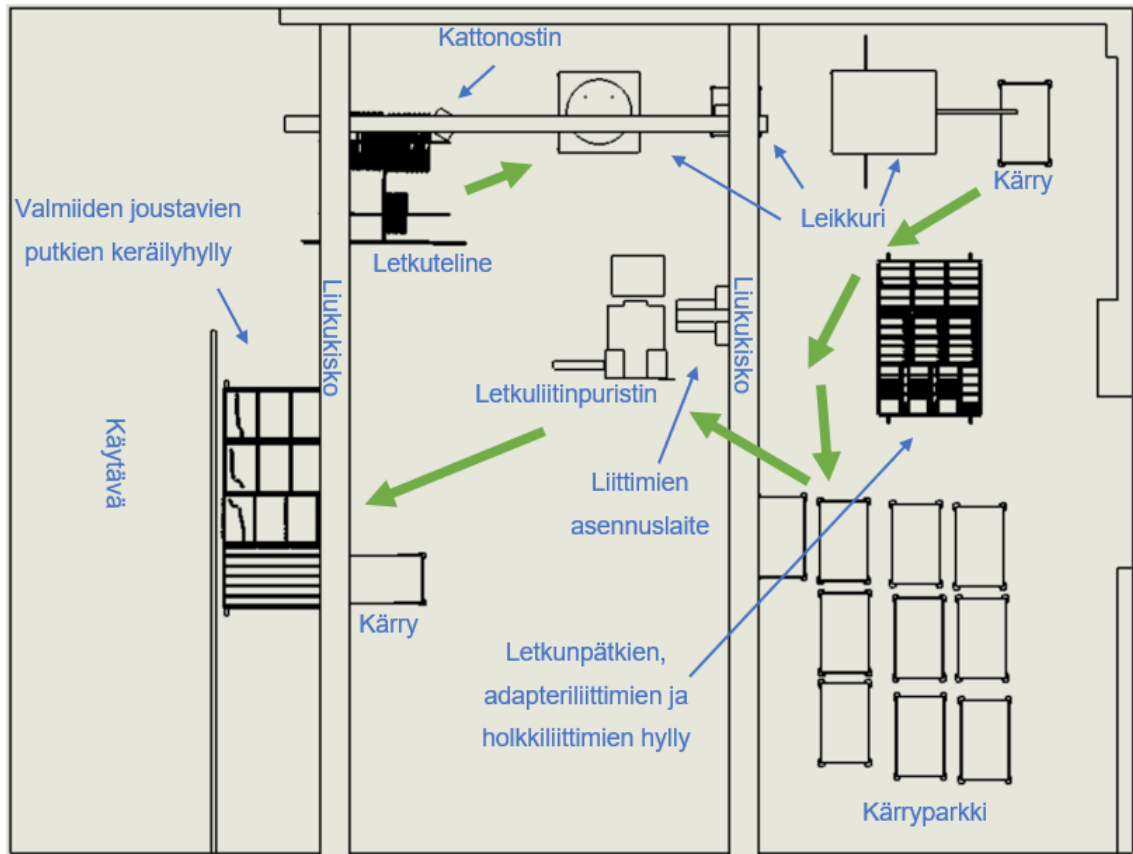 Kattonostin
Kärry
Leikkuri
Valmiiden joustavien
putkien keräilyhylly
Letkuteline
Liukukisko
Liukukisko
Letkuliitinpuristin
Käytävä
Liittimien
asennuslaite
Kärry
Letkunpätkien,
adapteriliittimien ja
holkkiliittimien hylly
Kärryparkki